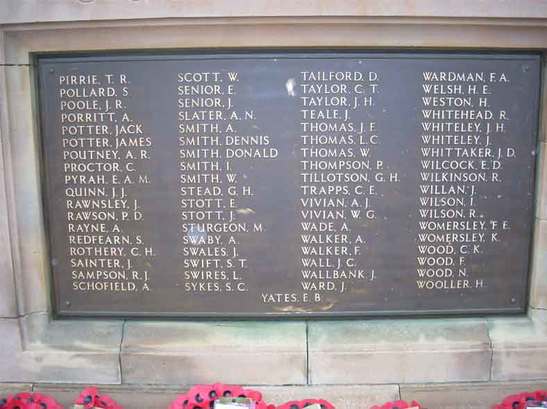 PIRRIE, T. R.
POLLARD, S.
POOLE, J. R.
PORRITT, A.
POTTER, JACK
POTTER, JAMES
POUTNEY, A. R.
PROCTOR, C.
PYRAH, E. A. M.
QUINN, J. J.
RAWNSLEY, J.
RAWSON, P. D.
RAYNE, A.
REDFEARN, S.
ROTHERY, C. H.
SAINTER, J.
SAMPSON, R. J.
SCHOFIELD, A.
SCOTT, W.
SENIOR, E.
SENIOR, J.
SLATER, A. N.
SMITH, A.
SMITH, DENNIS
SMITH, DONALD
SMITH, I.
SMITH, W.
STEAD, G. H.
STOTT, E.
STOTT, J.
STURGEON, M.
SWABY, A.
SWALES, J.
SWIFT, S. T.
SWIRES, L.
SYKES, S. C.
TAILFORD, D.
TAYLOR, C. T.
TAYLOR, J. H.
TEALE, J.
THOMAS, J. F.
THOMAS, L. C.
THOMAS, W.
THOMPSON, P.
TILLOTSON, G. H.
TRAPPS, C. E.
VIVIAN, A. J.
VIVIAN, W. G.
WADE, A.
WALKER, A.
WALKER, F.
WALL, J. C.
WALLBANK, J.
WARD, J.
WARDMAN, F. A.
WELSH, H. E.
WESTON, H.
WHITEHEAD, R.
WHITELEY, J. H.
WHITELEY, J.
WHITTAKER, J. D.
WILCOCK, E. D.
WILKINSON, R.
WILLAN, J.
WILSON, I.
WILSON, R.
WOMERSLEY, F. E.
WOMERSLEY, K.
WOOD, C. K.
WOOD, F.
WOOD, N.
WOOLLER, H.
YATES, E. B.